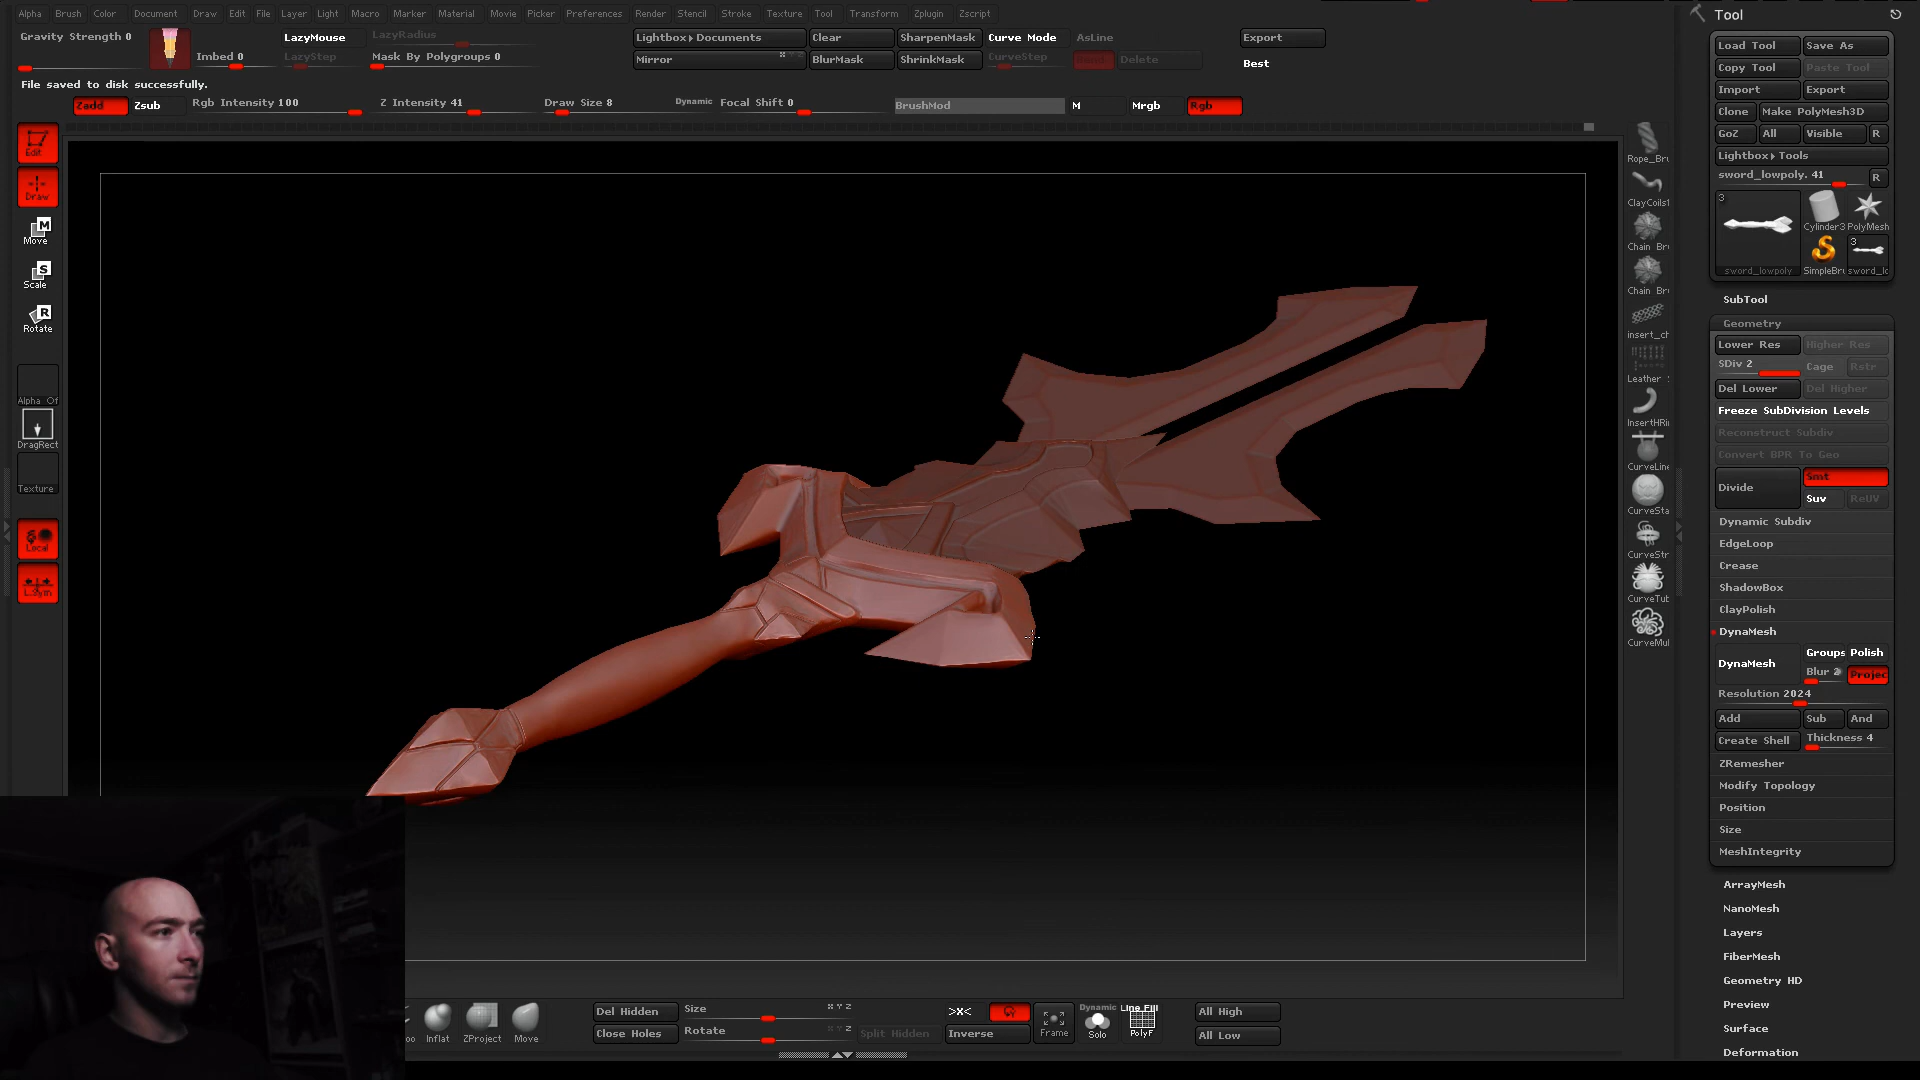 Alpha Brush Color Document Draw Edit File Layer Light Macro Marker Material Movie Picker Preferences Render Stencil Stroke Texture Tool Transform Zplugin Zscript
Tool
Gravity Strength 0
Imbed 0
LazyMouse
LazyRadius
LazyStep
Mask By Polygroups 0
Lightbox▸Documents
Clear
SharpenMask
Curve Mode
AsLine
Export
Mirror
BlurMask
ShrinkMask
CurveStep
Delete
Best
File saved to disk successfully.
Zadd
Zsub
Rgb Intensity 100
Z Intensity 41
Draw Size 8
Dynamic
Focal Shift 0
BrushMod
M
Mrgb
Rgb
Edit
Draw
Move
Scale
Rotate
Alpha Of
DragRect
Texture
Local
L.Sym
Rope_Bru
ClayCoils1
Chain Br
Chain Br
insert_ch
Leather
InsertHRi
CurveLine
CurveSta
CurveStr
CurveTub
CurveMul
Load Tool
Save As
Copy Tool
Paste Tool
Import
Export
Clone
Make PolyMesh3D
GoZ
All
Visible
R
Lightbox▸Tools
sword_lowpoly. 41
R
3
Cylinder3
PolyMesh
3
sword_lowpoly
SimpleBru
sword_lo
SubTool
Geometry
Lower Res
Higher Res
SDiv 2
Cage
Rstr
Del Lower
Del Higher
Freeze SubDivision Levels
Reconstruct Subdiv
Convert BPR To Geo
Divide
Smt
Suv
ReUV
Dynamic Subdiv
EdgeLoop
Crease
ShadowBox
ClayPolish
DynaMesh
DynaMesh
Groups
Polish
Blur 2
Projec
Resolution 2024
Add
Sub
And
Create Shell
Thickness 4
ZRemesher
Modify Topology
Position
Size
MeshIntegrity
ArrayMesh
NanoMesh
Layers
FiberMesh
Geometry HD
Preview
Surface
Deformation
Inflat
ZProject
Move
Del Hidden
Close Holes
Size
X Y Z
Rotate
Split Hidden
>X<
Inverse
Frame
Dynamic
Solo
Line Fill
PolyF
All High
All Low